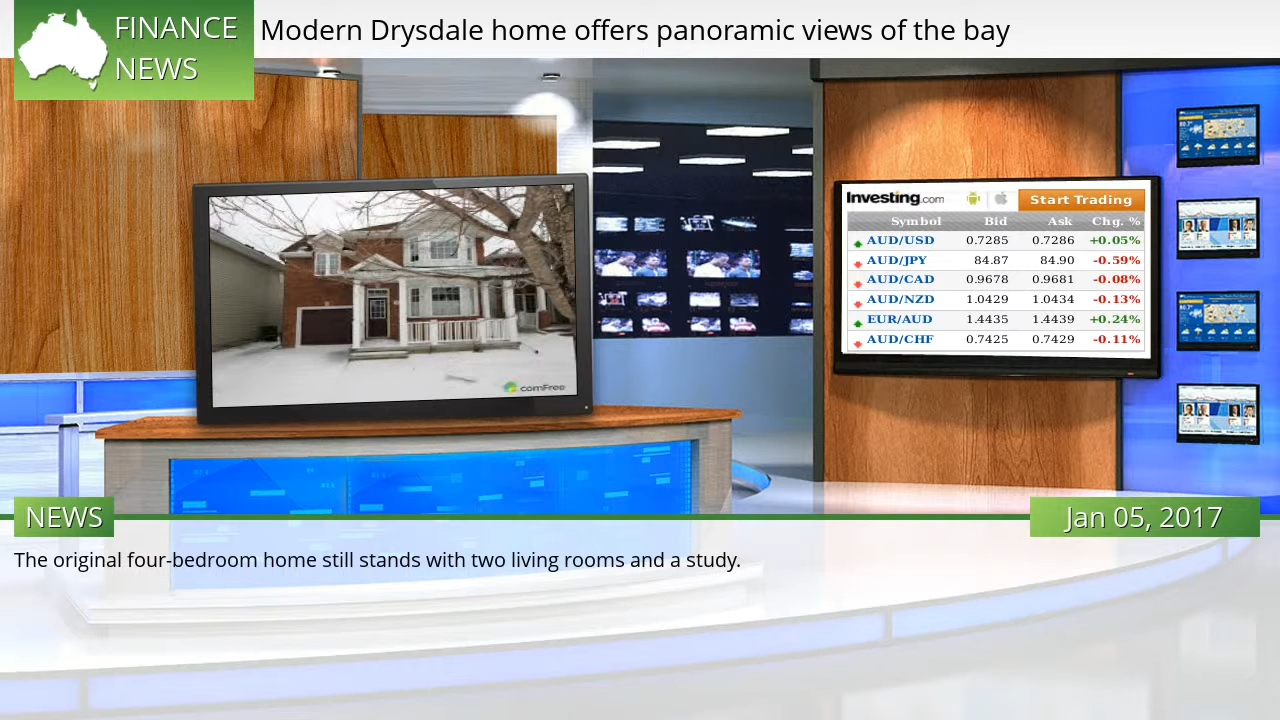 FINANCE
NEWS
Modern Drysdale home offers panoramic views of the bay
comFree
Investing.com
Start Trading
Symbol Bid Ask Chg. %
AUD/USD 0.7285 0.7286 +0.05%
AUD/JPY 84.87 84.90 -0.59%
AUD/CAD 0.9678 0.9681 -0.08%
AUD/NZD 1.0429 1.0434 -0.13%
EUR/AUD 1.4435 1.4439 +0.24%
AUD/CHF 0.7425 0.7429 -0.11%
NEWS
Jan 05, 2017
The original four-bedroom home still stands with two living rooms and a study.